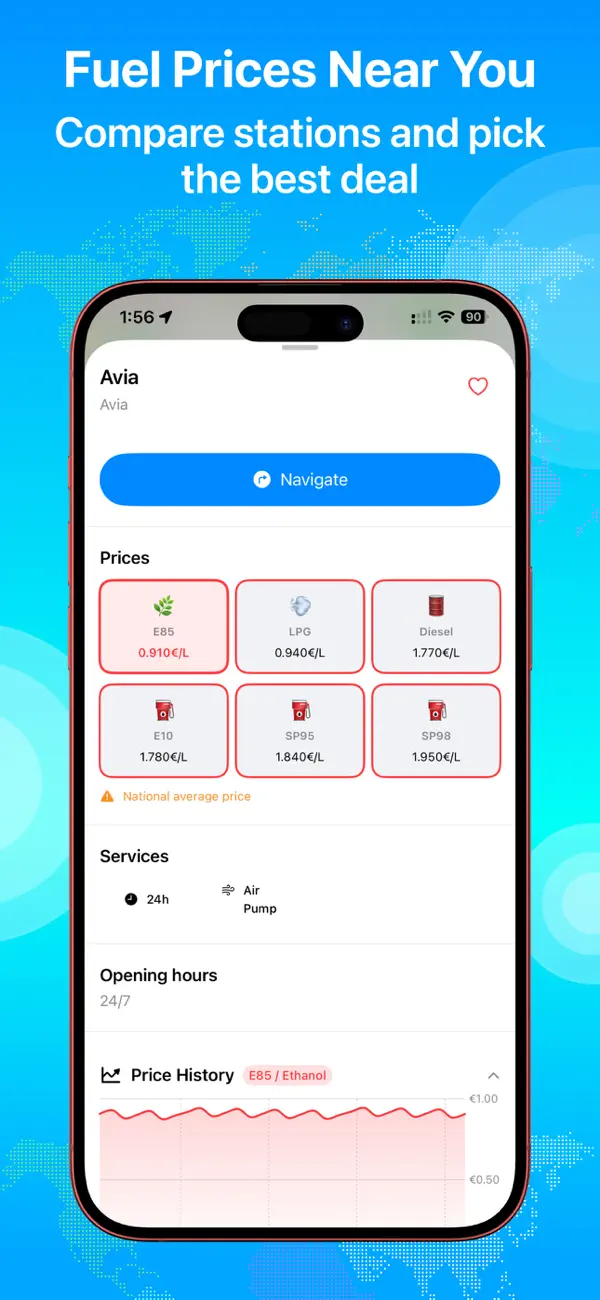 Fuel Prices Near You
Compare stations and pick
the best deal
1:56
90
Avia
Avia
Navigate
Prices
E85
0.910€/L
LPG
0.940€/L
Diesel
1.770€/L
E10
1.780€/L
SP95
1.840€/L
SP98
1.950€/L
National average price
Services
24h
Air
Pump
Opening hours
24/7
Price History
E85 / Ethanol
€1.00
€0.50